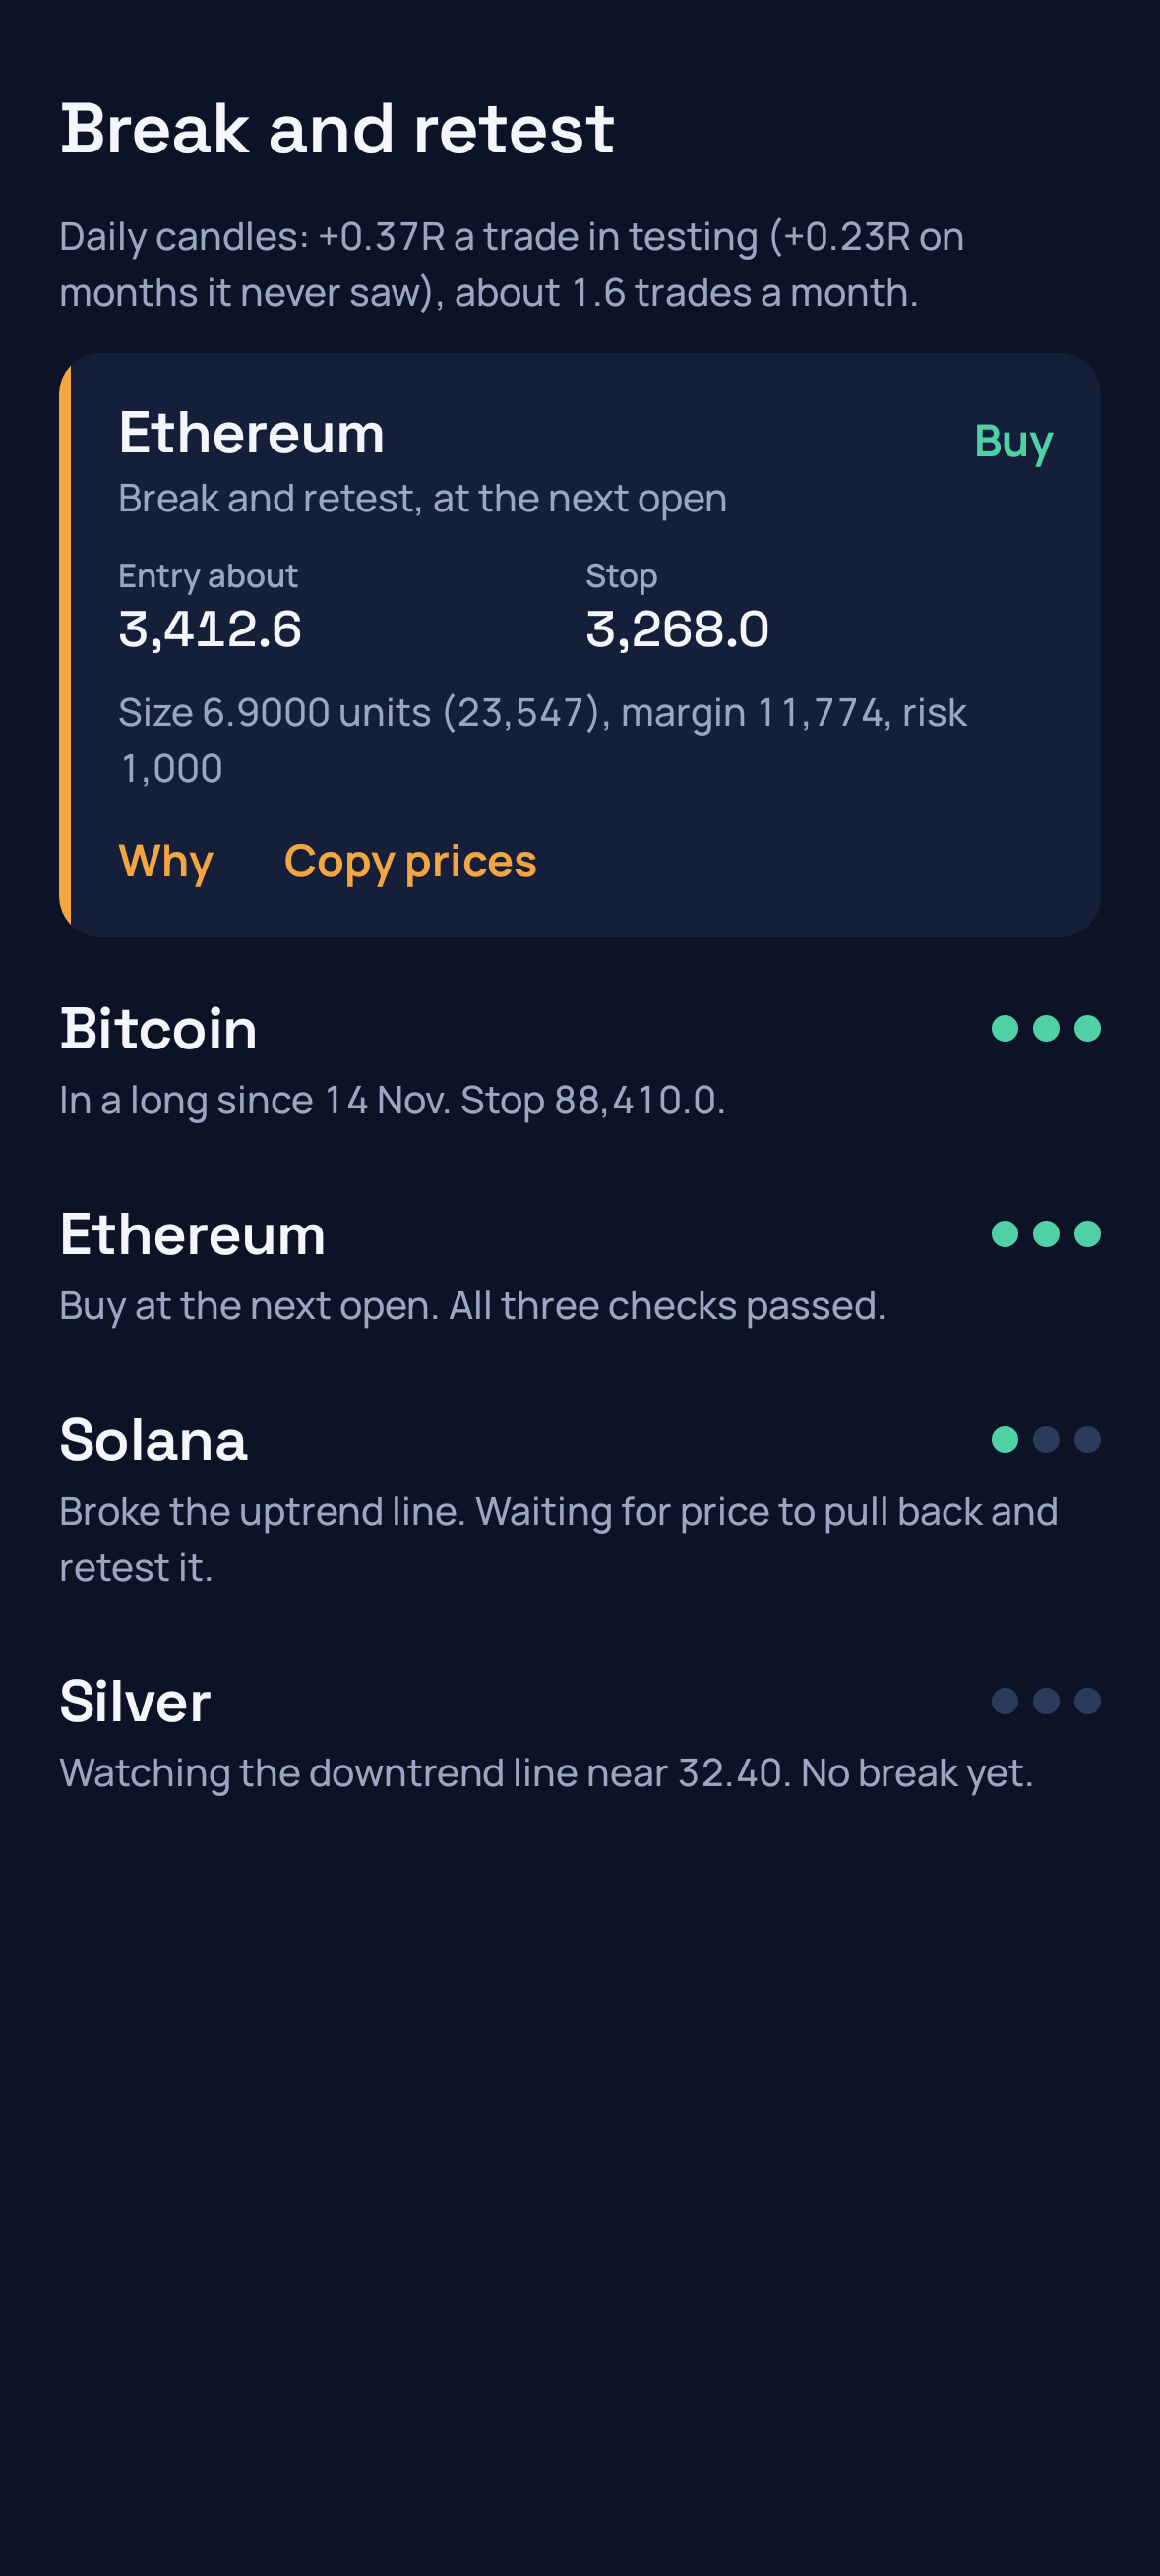 Break and retest
Daily candles: +0.37R a trade in testing (+0.23R on
months it never saw), about 1.6 trades a month.
Ethereum
Buy
Break and retest, at the next open
Entry about
Stop
3,412.6
3,268.0
Size 6.9000 units (23,547), margin 11,774, risk
1,000
Why
Copy prices
Bitcoin
In a long since 14 Nov. Stop 88,410.0.
Ethereum
Buy at the next open. All three checks passed.
Solana
Broke the uptrend line. Waiting for price to pull back and
retest it.
Silver
Watching the downtrend line near 32.40. No break yet.